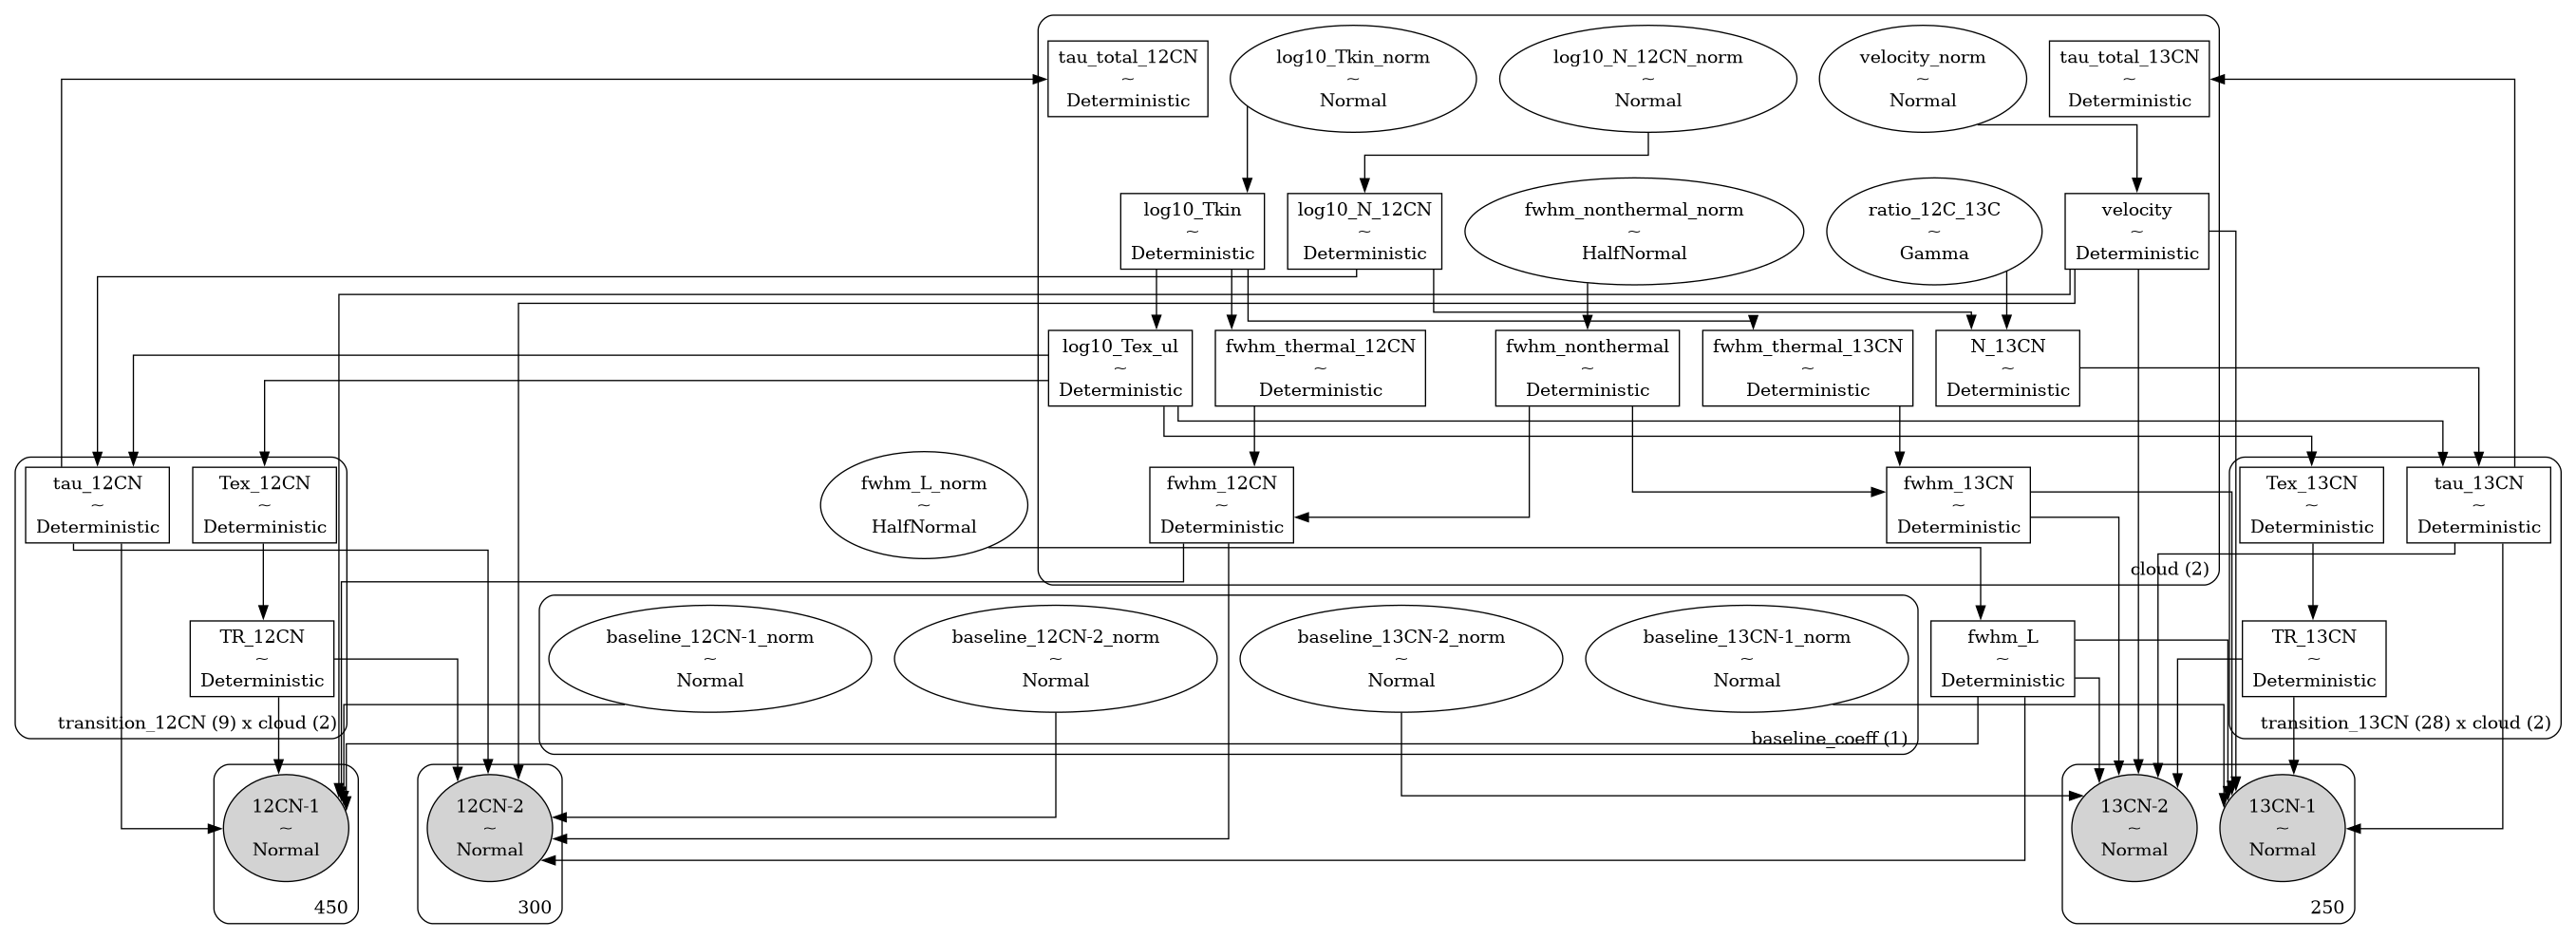 tau_total_12CN
~
Deterministic
log10_Tkin_norm
~
Normal
log10_N_12CN_norm
~
Normal
velocity_norm
~
Normal
tau_total_13CN
~
Deterministic
log10_Tkin
~
Deterministic
log10_N_12CN
~
Deterministic
fwhm_nonthermal_norm
~
HalfNormal
ratio_12C_13C
~
Gamma
velocity
~
Deterministic
log10_Tex_ul
~
Deterministic
fwhm_thermal_12CN
~
Deterministic
fwhm_nonthermal
~
Deterministic
fwhm_thermal_13CN
~
Deterministic
N_13CN
~
Deterministic
tau_12CN
~
Deterministic
Tex_12CN
~
Deterministic
fwhm_L_norm
~
HalfNormal
fwhm_12CN
~
Deterministic
fwhm_13CN
~
Deterministic
Tex_13CN
~
Deterministic
tau_13CN
~
Deterministic
cloud (2)
TR_12CN
~
Deterministic
baseline_12CN-1_norm
~
Normal
baseline_12CN-2_norm
~
Normal
baseline_13CN-2_norm
~
Normal
baseline_13CN-1_norm
~
Normal
fwhm_L
~
Deterministic
TR_13CN
~
Deterministic
transition_12CN (9) x cloud (2)
baseline_coeff (1)
transition_13CN (28) x cloud (2)
12CN-1
~
Normal
12CN-2
~
Normal
13CN-2
~
Normal
13CN-1
~
Normal
450
300
250